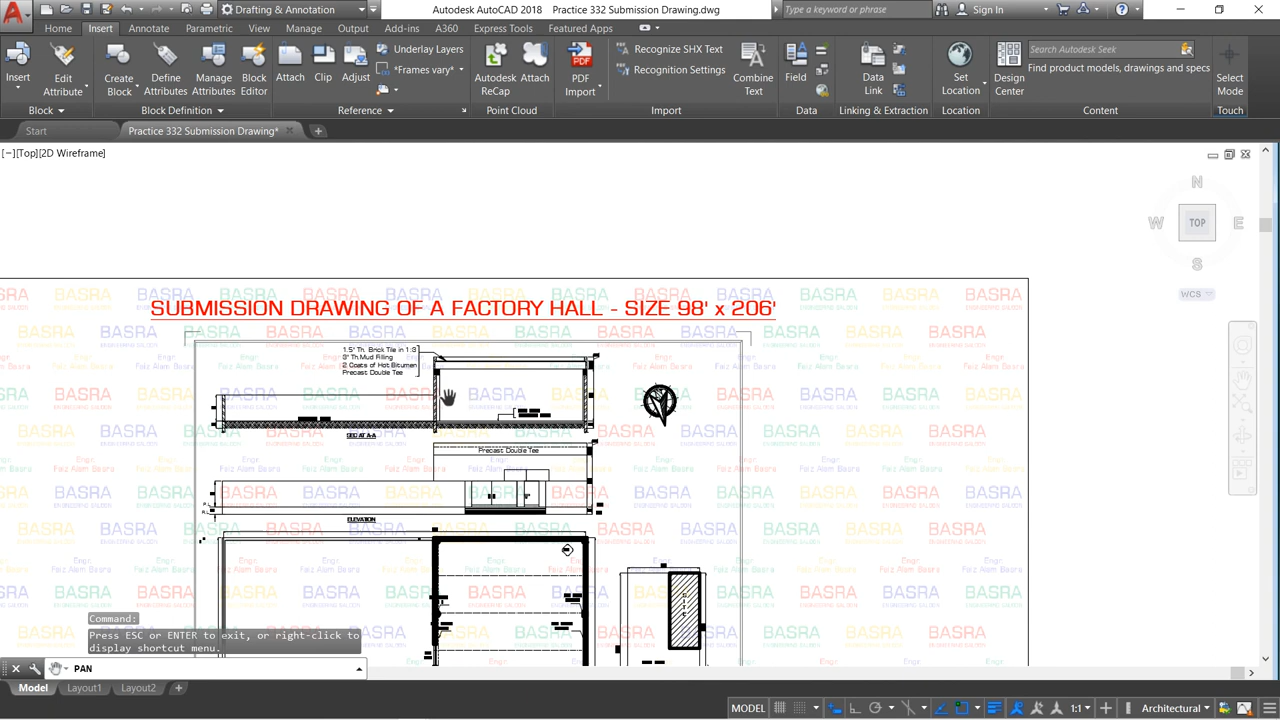 Drafting & Annotation
Autodesk AutoCAD 2018 Practice 332 Submission Drawing.dwg
Type a keyword or phrase
Sign In
Home Insert Annotate Parametric View Manage Output Add-ins A360 Express Tools Featured Apps
Insert
Edit Attribute
Create Block
Define Attributes
Manage Attributes
Block Editor
Attach
Clip
Adjust
Underlay Layers
*Frames vary*
Autodesk ReCap
Attach
PDF Import
Recognize SHX Text
Recognition Settings
Combine Text
Field
Data Link
Set Location
Design Center
Search Autodesk Seek
Find product models, drawings and specs
Select Mode
Block Block Definition Reference Point Cloud Import Data Linking & Extraction Location Content Touch
Start Practice 332 Submission Drawing*
[−][Top][2D Wireframe]
N
W TOP E
S
WCS
SUBMISSION DRAWING OF A FACTORY HALL - SIZE 98' x 206'
BASRA
Engr.
Faiz Alam Basra
1.5" Th. Brick Tile in 1:3
3" Th.Mud Filling
2 Coats of Hot Bitumen
Precast Double Tee
SEC AT A-A
Precast Double Tee
ELEVATION
Command:
Press ESC or ENTER to exit, or right-click to
display shortcut menu.
PAN
Model Layout1 Layout2
MODEL 1:1 Architectural